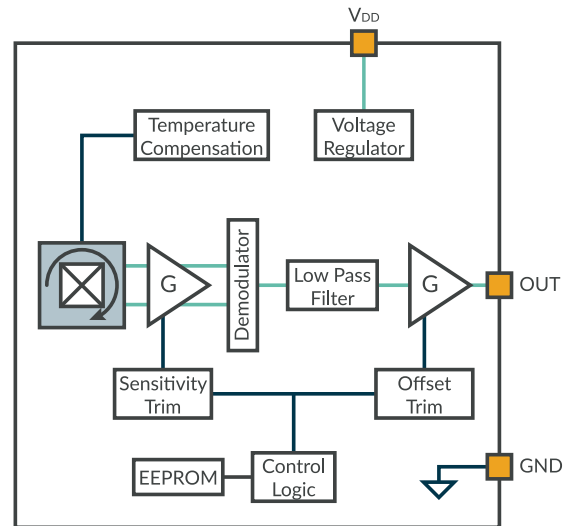 VDD
Temperature
Compensation
Voltage
Regulator
G
Demodulator
Low Pass
Filter
G
OUT
Sensitivity
Trim
Offset
Trim
EEPROM
Control
Logic
GND